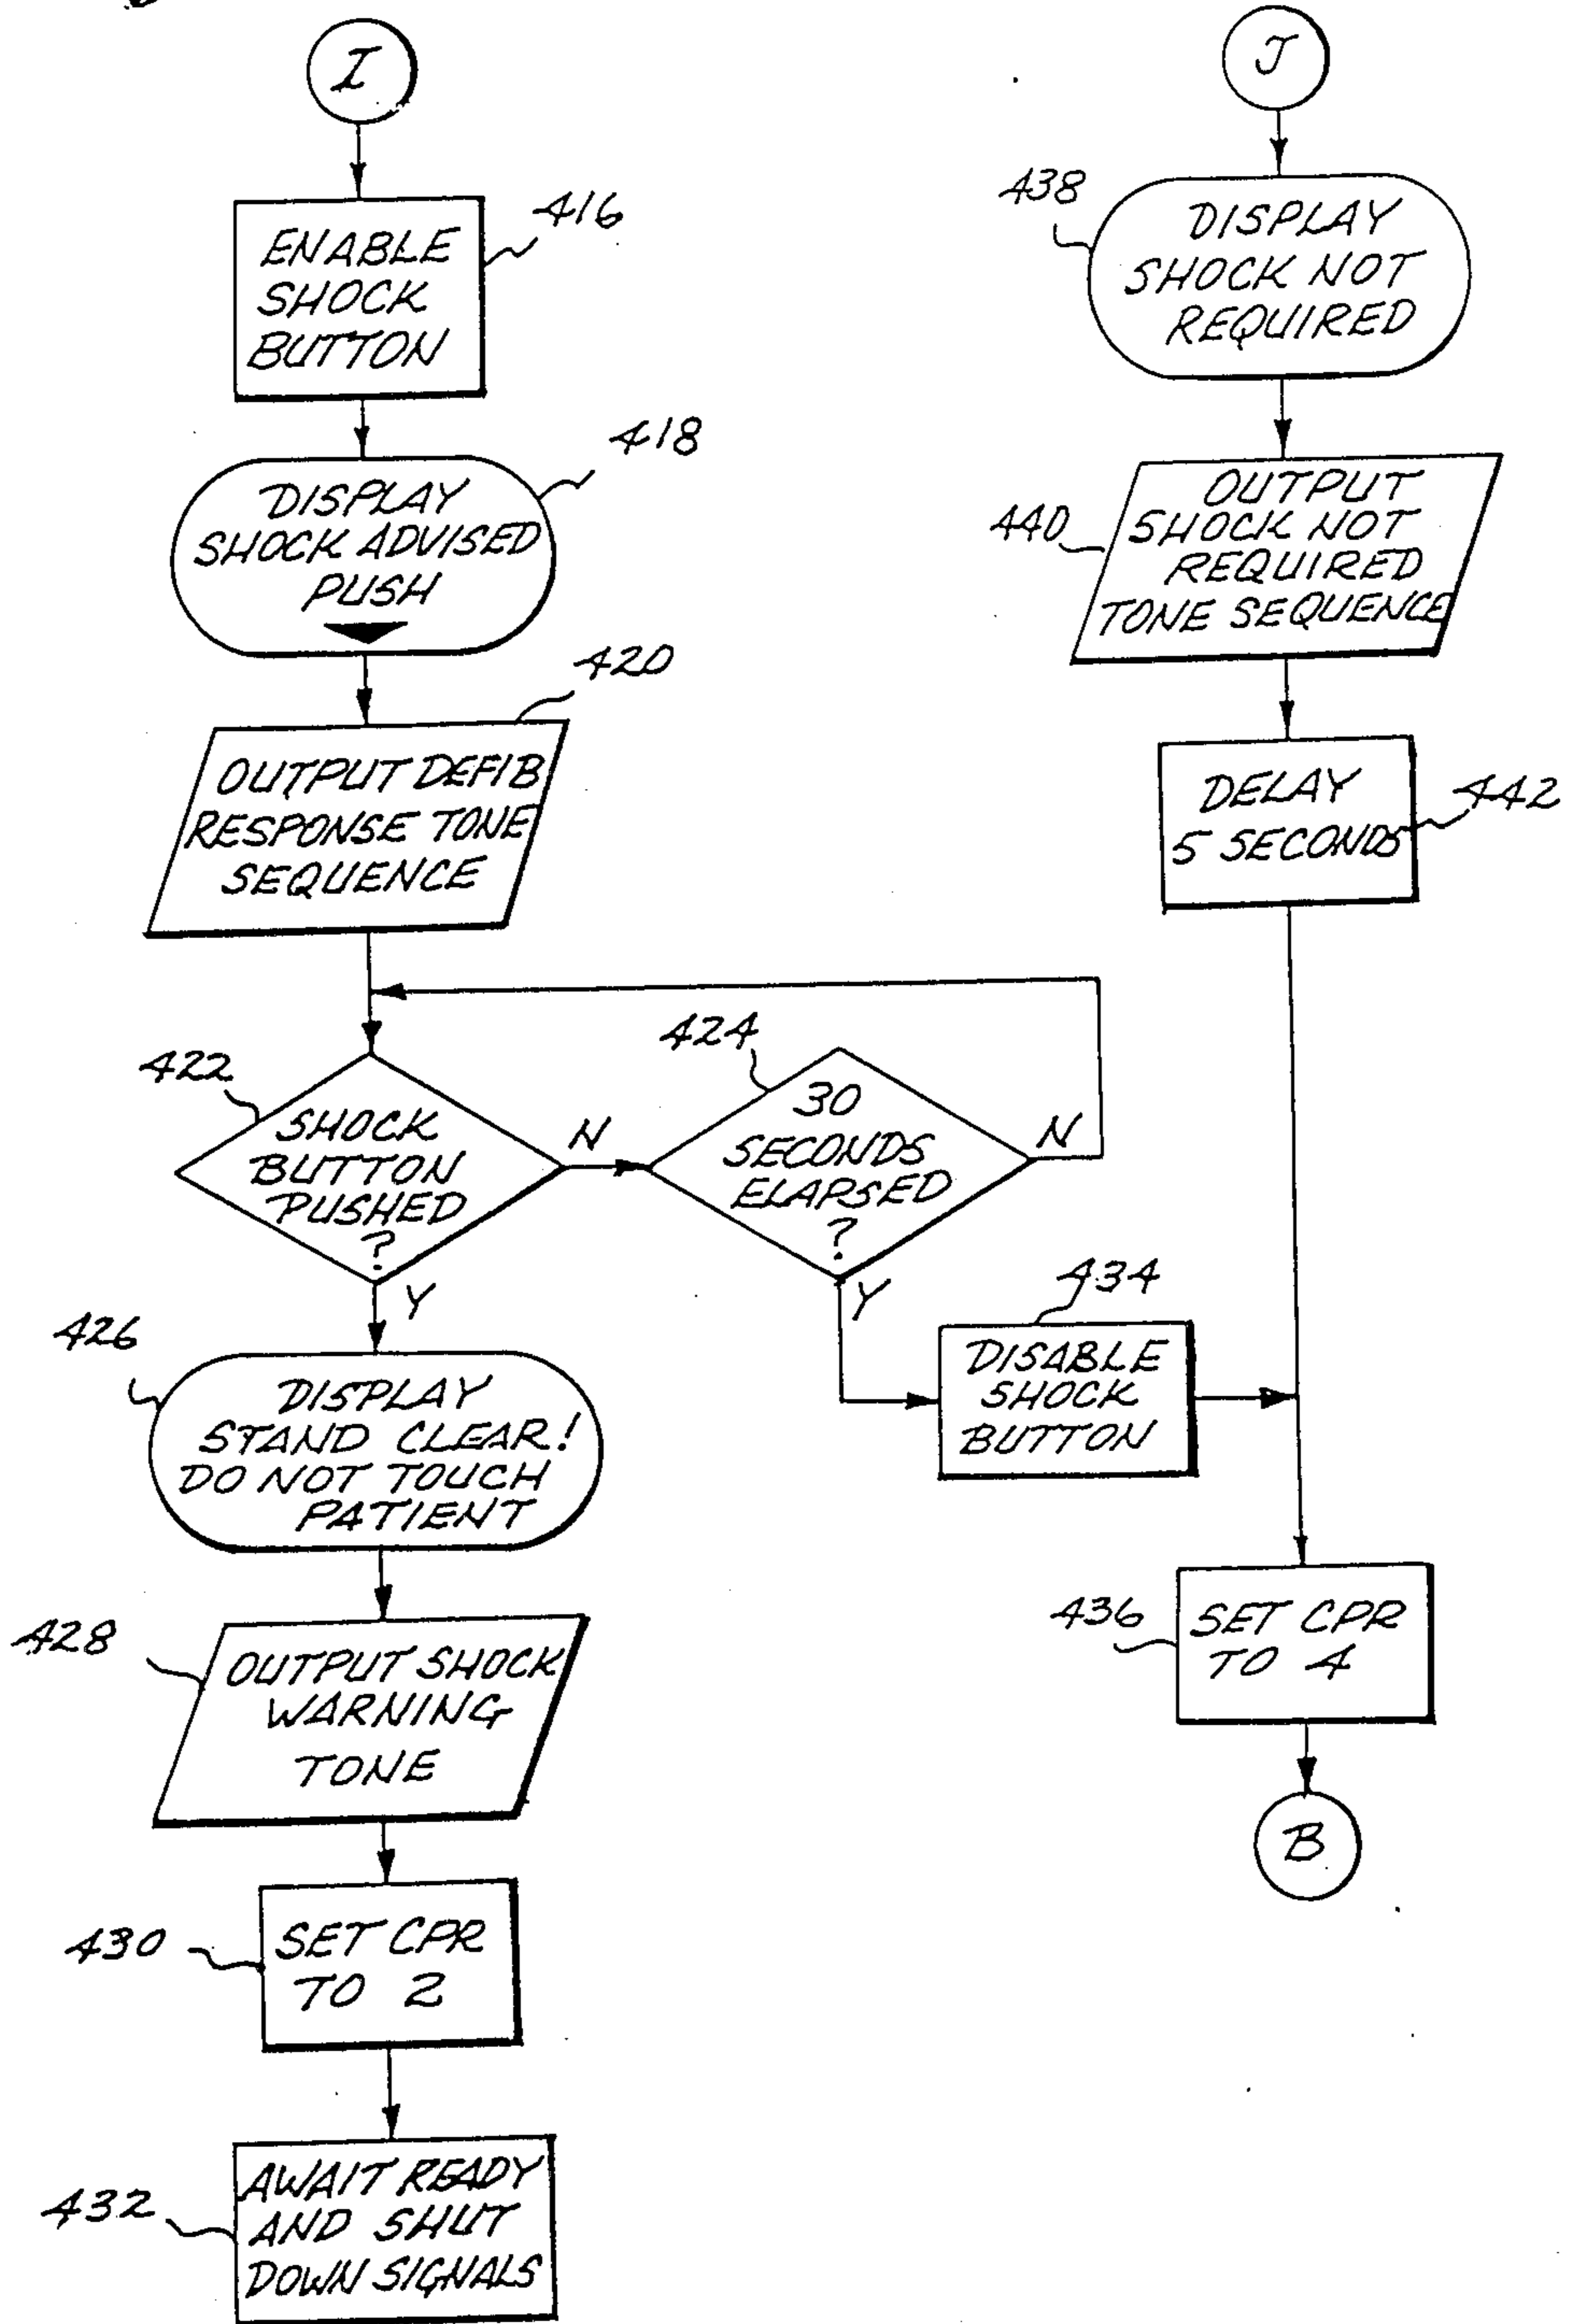 I
416
ENABLE
SHOCK
BUTTON
418
DISPLAY
SHOCK ADVISED
PUSH
420
OUTPUT DEFIB
RESPONSE TONE
SEQUENCE
422
SHOCK
BUTTON
PUSHED
?
N
Y
424
30
SECONDS
ELAPSED
?
N
Y
426
DISPLAY
STAND CLEAR!
DO NOT TOUCH
PATIENT
428
OUTPUT SHOCK
WARNING
TONE
430
SET CPR
TO 2
432
AWAIT READY
AND SHUT
DOWN SIGNALS
434
DISABLE
SHOCK
BUTTON
J
438
DISPLAY
SHOCK NOT
REQUIRED
440
OUTPUT
SHOCK NOT
REQUIRED
TONE SEQUENCE
442
DELAY
5 SECONDS
436
SET CPR
TO 4
B